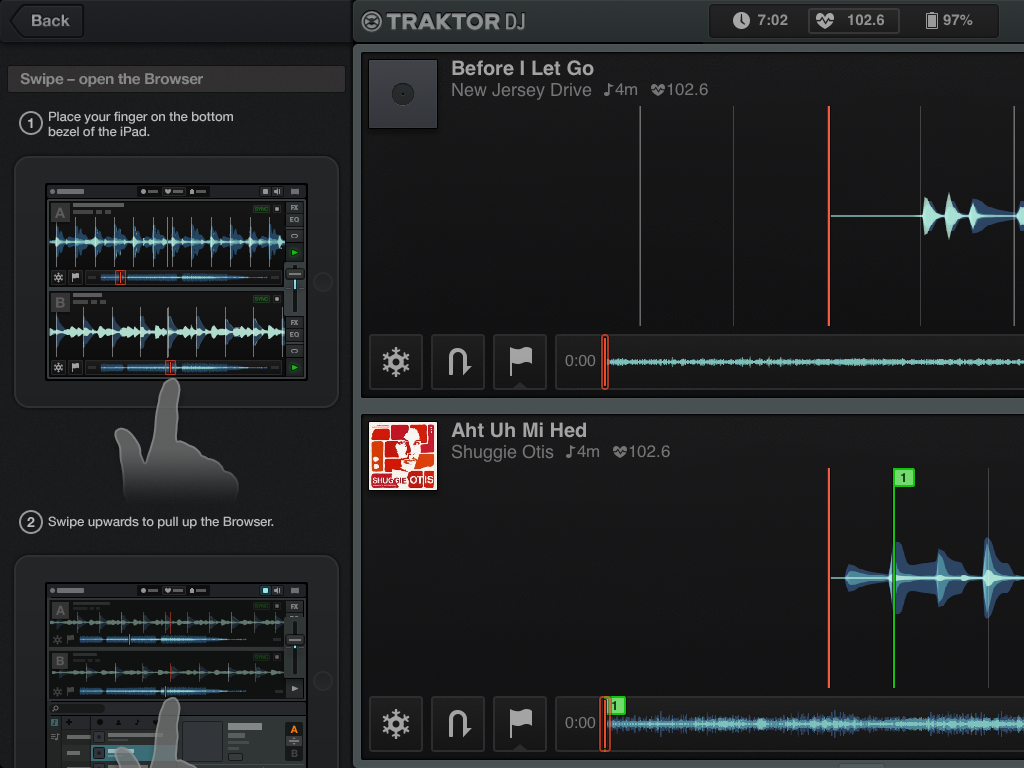 Back
TRAKTOR DJ
7:02
102.6
97%
Swipe – open the Browser
1 Place your finger on the bottom
bezel of the iPad.
A
SYNC
FX
EQ
B
SYNC
FX
EQ
2 Swipe upwards to pull up the Browser.
A
FX
B
A
B
Before I Let Go
New Jersey Drive 4m 102.6
0:00
Aht Uh Mi Hed
Shuggie Otis 4m 102.6
SHUGGIE OTIS
1
0:00
1